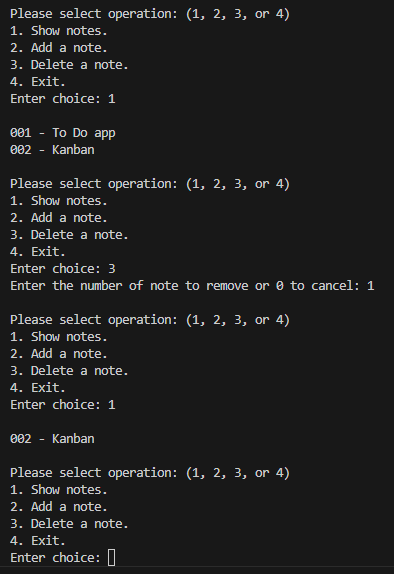 Please select operation: (1, 2, 3, or 4)
1. Show notes.
2. Add a note.
3. Delete a note.
4. Exit.
Enter choice: 1
001 - To Do app
002 - Kanban
Please select operation: (1, 2, 3, or 4)
1. Show notes.
2. Add a note.
3. Delete a note.
4. Exit.
Enter choice: 3
Enter the number of note to remove or 0 to cancel: 1
Please select operation: (1, 2, 3, or 4)
1. Show notes.
2. Add a note.
3. Delete a note.
4. Exit.
Enter choice: 1
002 - Kanban
Please select operation: (1, 2, 3, or 4)
1. Show notes.
2. Add a note.
3. Delete a note.
4. Exit.
Enter choice: